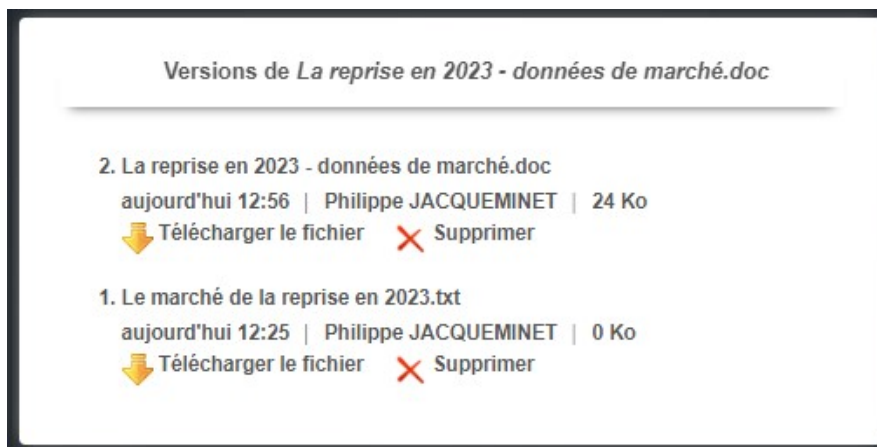 Versions de La reprise en 2023 - données de marché.doc
2. La reprise en 2023 - données de marché.doc
aujourd'hui 12:56 | Philippe JACQUEMINET | 24 Ko
Télécharger le fichier Supprimer
1. Le marché de la reprise en 2023.txt
aujourd'hui 12:25 | Philippe JACQUEMINET | 0 Ko
Télécharger le fichier Supprimer